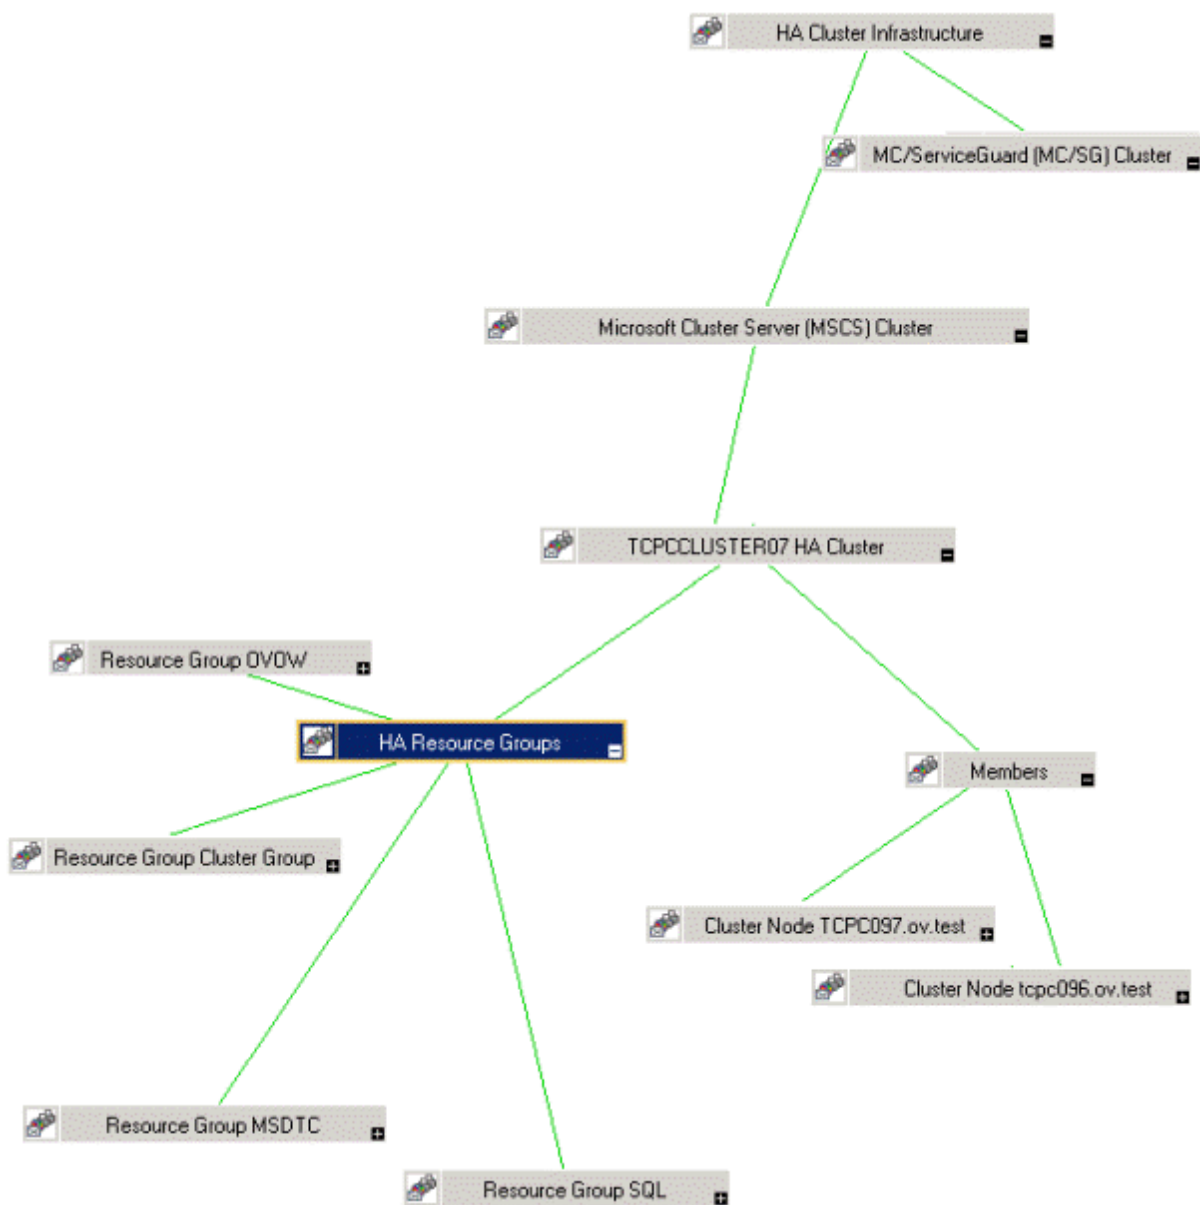 HA Cluster Infrastructure
MC/ServiceGuard (MC/SG) Cluster
Microsoft Cluster Server (MSCS) Cluster
TCPCCLUSTER07 HA Cluster
Resource Group OVOW
HA Resource Groups
Members
Resource Group Cluster Group
Cluster Node TCPC097.ov.test
Cluster Node tcpc096.ov.test
Resource Group MSDTC
Resource Group SQL